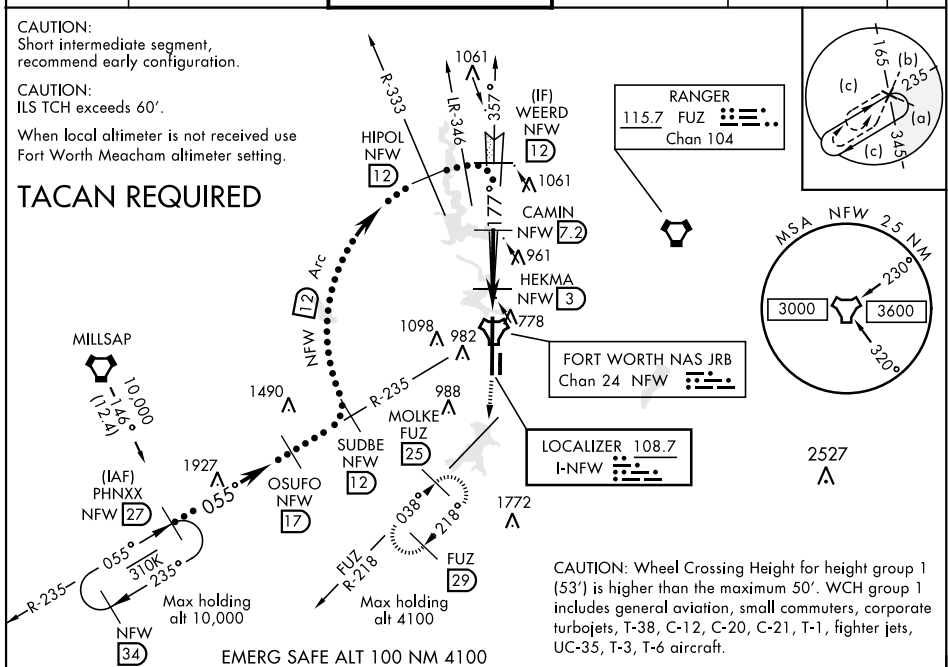 CAUTION:
Short intermediate segment,
recommend early configuration.
CAUTION:
ILS TCH exceeds 60'.
When local altimeter is not received use
Fort Worth Meacham altimeter setting.
TACAN REQUIRED
R-333
LR-346
1061
357°
(IF)
WEERD
NFW
12
HIPOL
NFW
12
1061
177°
CAMIN
NFW 7.2
961
HEKMA
NFW 3
778
RANGER
115.7 FUZ
Chan 104
165
(b)
235
(c)
(a)
(c)
345
MSA NFW 25 NM
230°
3000
3600
320°
NFW 12 Arc
1098
982
R-235
FORT WORTH NAS JRB
Chan 24 NFW
MILLSAP
10,000
146°
(12.4)
1490
988
MOLKE
FUZ
25
LOCALIZER 108.7
I-NFW
2527
SUDBE
NFW
12
1927
055°
OSUFO
NFW
17
(IAF)
PHNXX
NFW 27
1772
038°
218°
R-235
055°
310K
235°
FUZ
R-218
FUZ
29
Max holding
alt 10,000
Max holding
alt 4100
NFW
34
EMERG SAFE ALT 100 NM 4100
CAUTION: Wheel Crossing Height for height group 1
(53') is higher than the maximum 50'. WCH group 1
includes general aviation, small commuters, corporate
turbojets, T-38, C-12, C-20, C-21, T-1, fighter jets,
UC-35, T-3, T-6 aircraft.